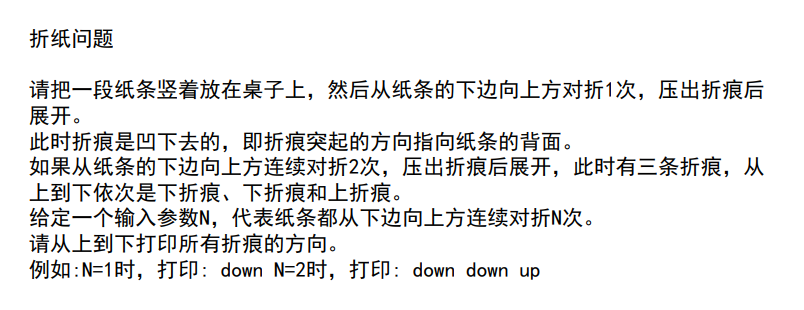 折纸问题
请把一段纸条竖着放在桌子上，然后从纸条的下边向上方对折1次，压出折痕后
展开。
此时折痕是凹下去的，即折痕突起的方向指向纸条的背面。
如果从纸条的下边向上方连续对折2次，压出折痕后展开，此时有三条折痕，从
上到下依次是下折痕、下折痕和上折痕。
给定一个输入参数N，代表纸条都从下边向上方连续对折N次。
请从上到下打印所有折痕的方向。
例如:N=1时，打印: down N=2时，打印: down down up